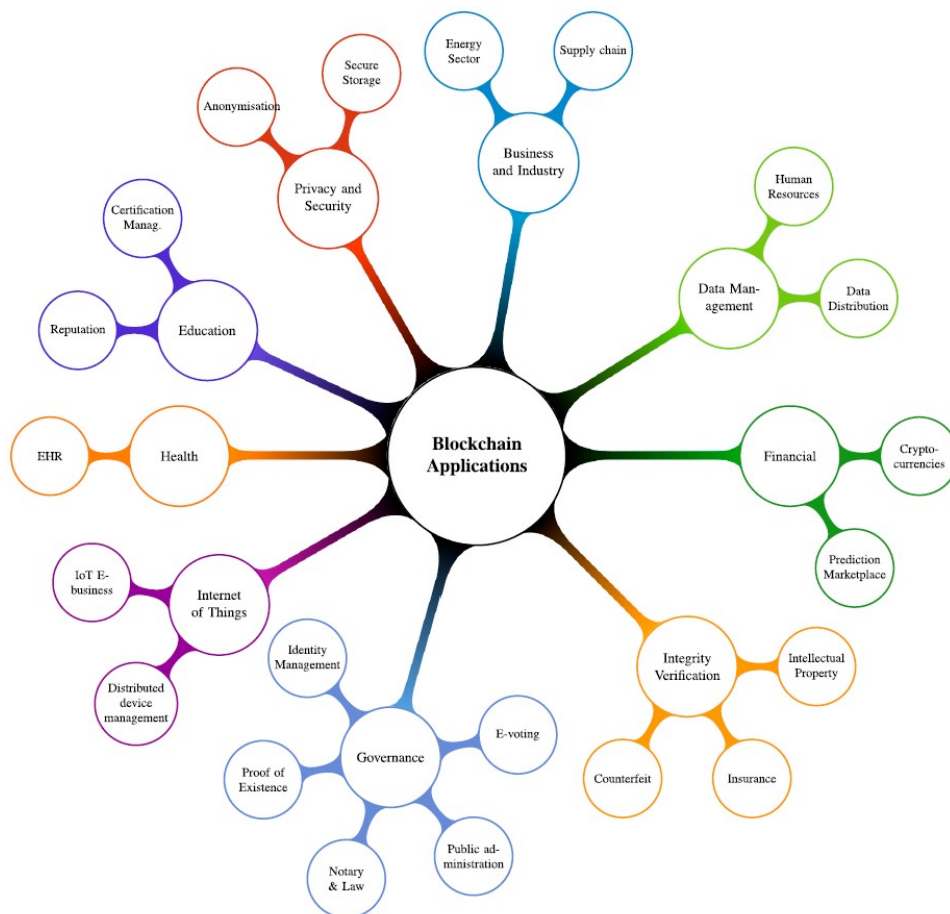 Energy
Sector
Supply chain
Secure
Storage
Anonymisation
Business
and Industry
Privacy and
Security
Human
Resources
Certification
Manag.
Data Man-
agement
Data
Distribution
Reputation
Education
Blockchain
Applications
EHR
Health
Financial
Crypto-
currencies
Prediction
Marketplace
IoT E-
business
Internet
of Things
Identity
Management
Integrity
Verification
Intellectual
Property
Distributed
device
management
E-voting
Governance
Proof of
Existence
Counterfeit
Insurance
Public ad-
ministration
Notary
& Law